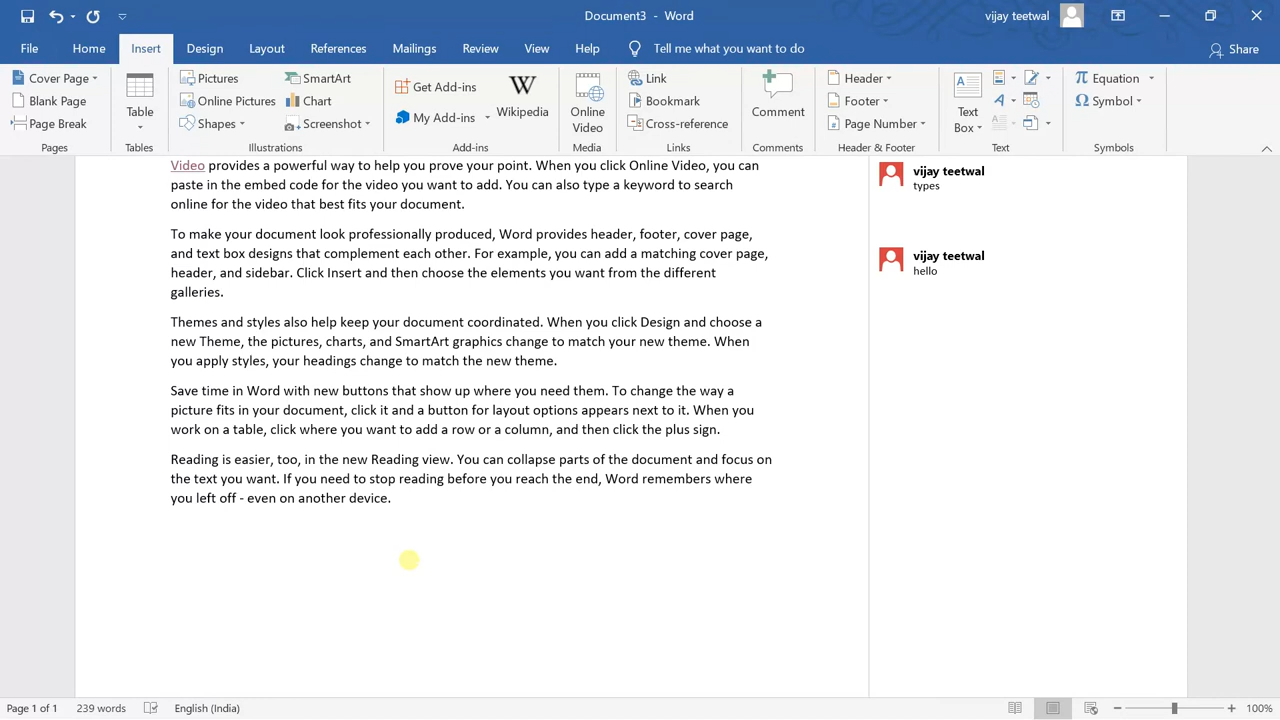 Document3 - Word
vijay teetwal
File Home Insert Design Layout References Mailings Review View Help Tell me what you want to do Share
Cover Page
Blank Page
Page Break
Pages
Table
Tables
Pictures
Online Pictures
Shapes
SmartArt
Chart
Screenshot
Illustrations
Get Add-ins
My Add-ins
W
Wikipedia
Add-ins
Online
Video
Media
Link
Bookmark
Cross-reference
Links
Comment
Comments
Header
Footer
Page Number
Header & Footer
Text
Box
Text
Equation
Symbol
Symbols
Video provides a powerful way to help you prove your point. When you click Online Video, you can
paste in the embed code for the video you want to add. You can also type a keyword to search
online for the video that best fits your document.
To make your document look professionally produced, Word provides header, footer, cover page,
and text box designs that complement each other. For example, you can add a matching cover page,
header, and sidebar. Click Insert and then choose the elements you want from the different
galleries.
Themes and styles also help keep your document coordinated. When you click Design and choose a
new Theme, the pictures, charts, and SmartArt graphics change to match your new theme. When
you apply styles, your headings change to match the new theme.
Save time in Word with new buttons that show up where you need them. To change the way a
picture fits in your document, click it and a button for layout options appears next to it. When you
work on a table, click where you want to add a row or a column, and then click the plus sign.
Reading is easier, too, in the new Reading view. You can collapse parts of the document and focus on
the text you want. If you need to stop reading before you reach the end, Word remembers where
you left off - even on another device.
vijay teetwal
types
vijay teetwal
hello
Page 1 of 1 239 words English (India) 100%